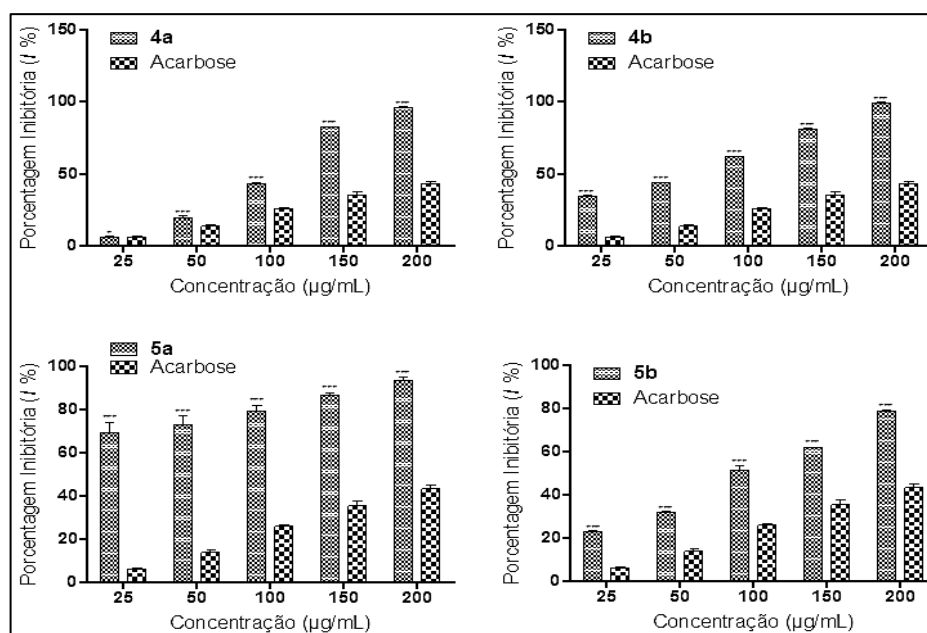 4a
Acarbose
Porcentagem Inibitória (I %)
150
100
50
0
25 50 100 150 200
Concentração (µg/mL)
4b
Acarbose
Porcentagem Inibitória (I %)
150
100
50
0
25 50 100 150 200
Concentração (µg/mL)
5a
Acarbose
Porcentagem Inibitória (I %)
100
80
60
40
20
0
25 50 100 150 200
Concentração (µg/mL)
5b
Acarbose
Porcentagem Inibitória (I %)
100
80
60
40
20
0
25 50 100 150 200
Concentração (µg/mL)